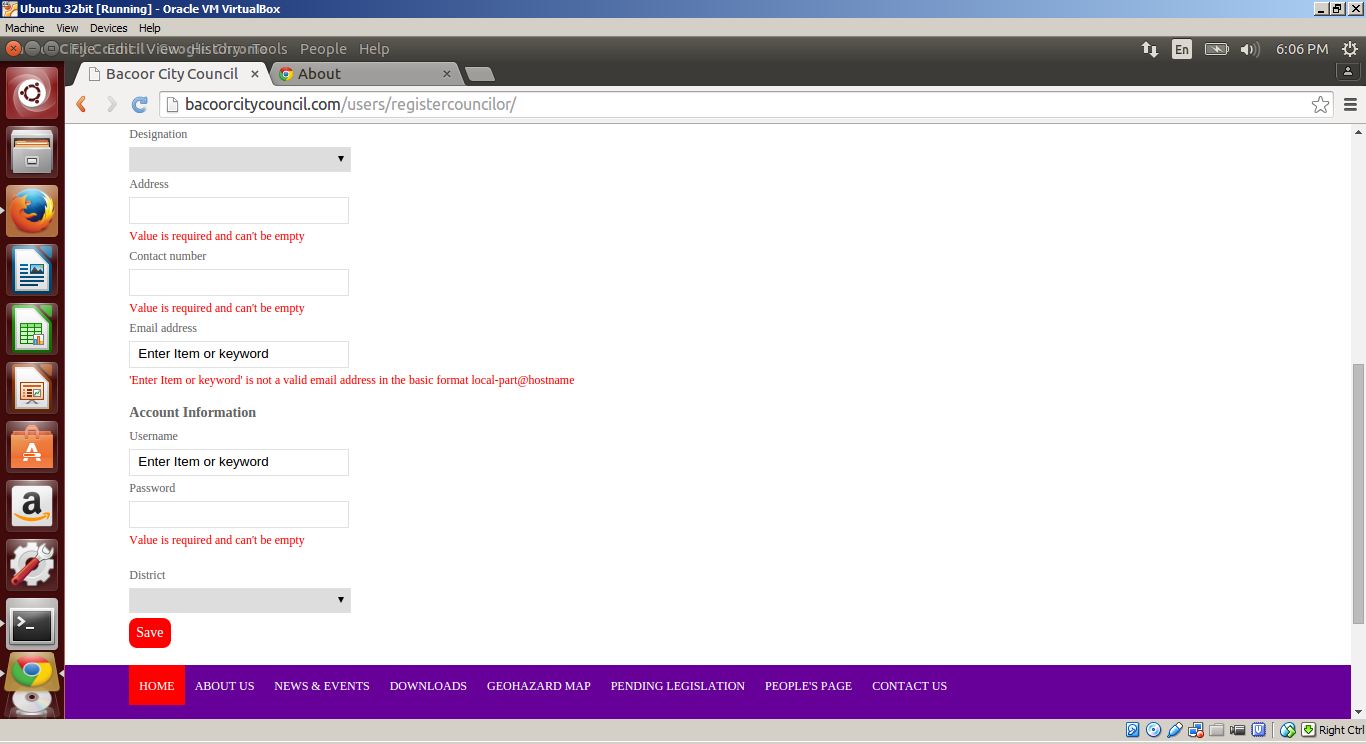 Ubuntu 32bit [Running] - Oracle VM VirtualBox
Machine View Devices Help
File Edit View History Tools People Help
En 6:06 PM
Bacoor City Council About
bacoorcitycouncil.com/users/registercouncilor/
Designation
Address
Value is required and can't be empty
Contact number
Value is required and can't be empty
Email address
Enter Item or keyword
'Enter Item or keyword' is not a valid email address in the basic format local-part@hostname
Account Information
Username
Enter Item or keyword
Password
Value is required and can't be empty
District
Save
HOME ABOUT US NEWS & EVENTS DOWNLOADS GEOHAZARD MAP PENDING LEGISLATION PEOPLE'S PAGE CONTACT US
Right Ctrl